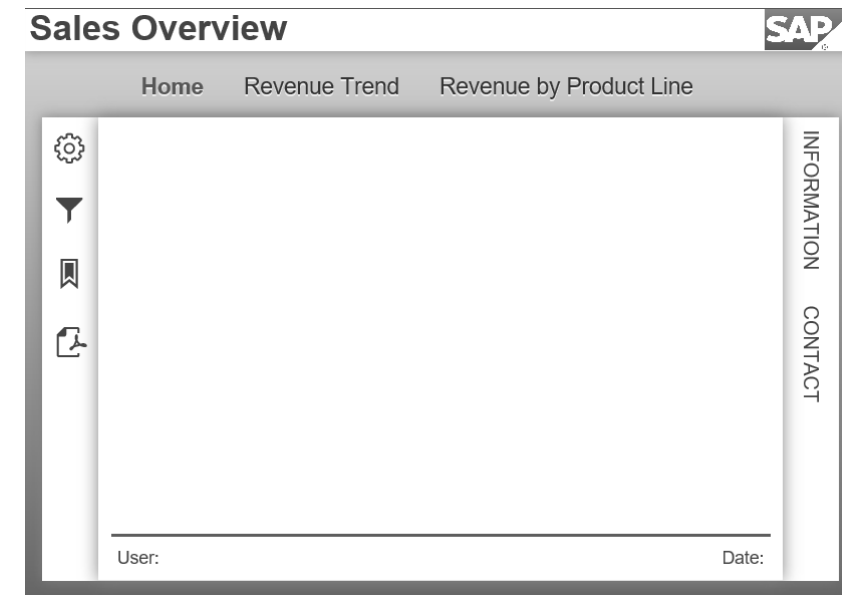 Sales Overview
SAP
®
Home
Revenue Trend
Revenue by Product Line
INFORMATION
CONTACT
User:
Date: